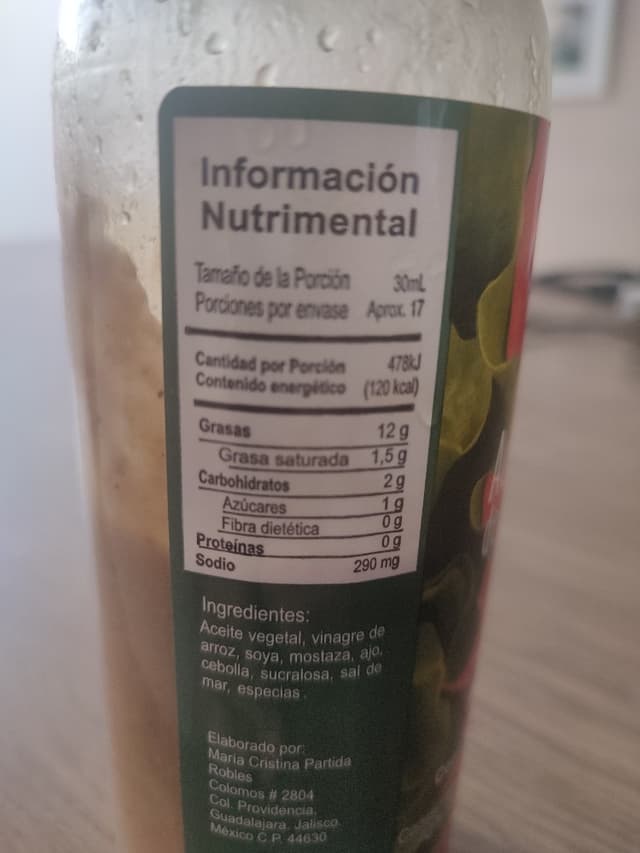 Información
Nutrimental
Tamaño de la Porción 30mL
Porciones por envase Aprox. 17
Cantidad por Porción 478kJ
Contenido energético (120 kcal)
Grasas 12 g
Grasa saturada 1,5 g
Carbohidratos 2 g
Azúcares 1 g
Fibra dietética 0 g
Proteínas 0 g
Sodio 290 mg
Ingredientes:
Aceite vegetal, vinagre de
arroz, soya, mostaza, ajo,
cebolla, sucralosa, sal de
mar, especias.
Elaborado por:
Maria Cristina Partida
Robles
Colomos # 2804
Col. Providencia,
Guadalajara, Jalisco
México C.P. 44630